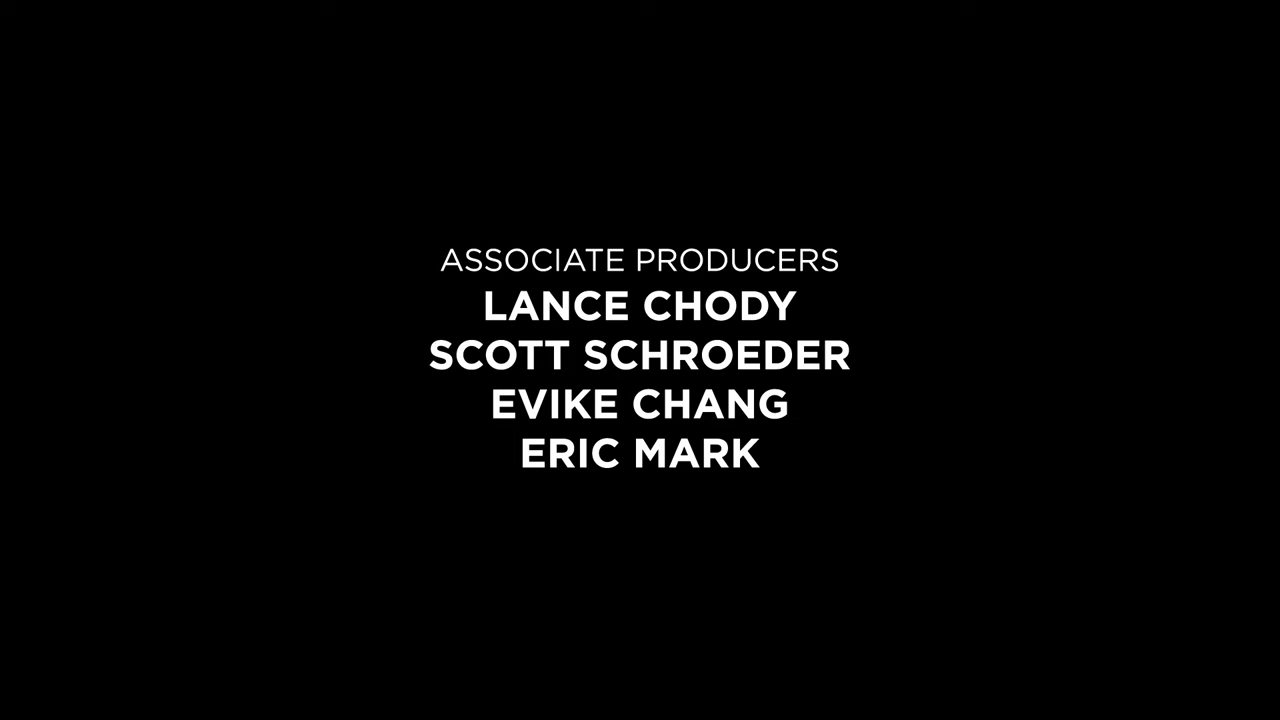 ASSOCIATE PRODUCERS
LANCE CHODY
SCOTT SCHROEDER
EVIKE CHANG
ERIC MARK